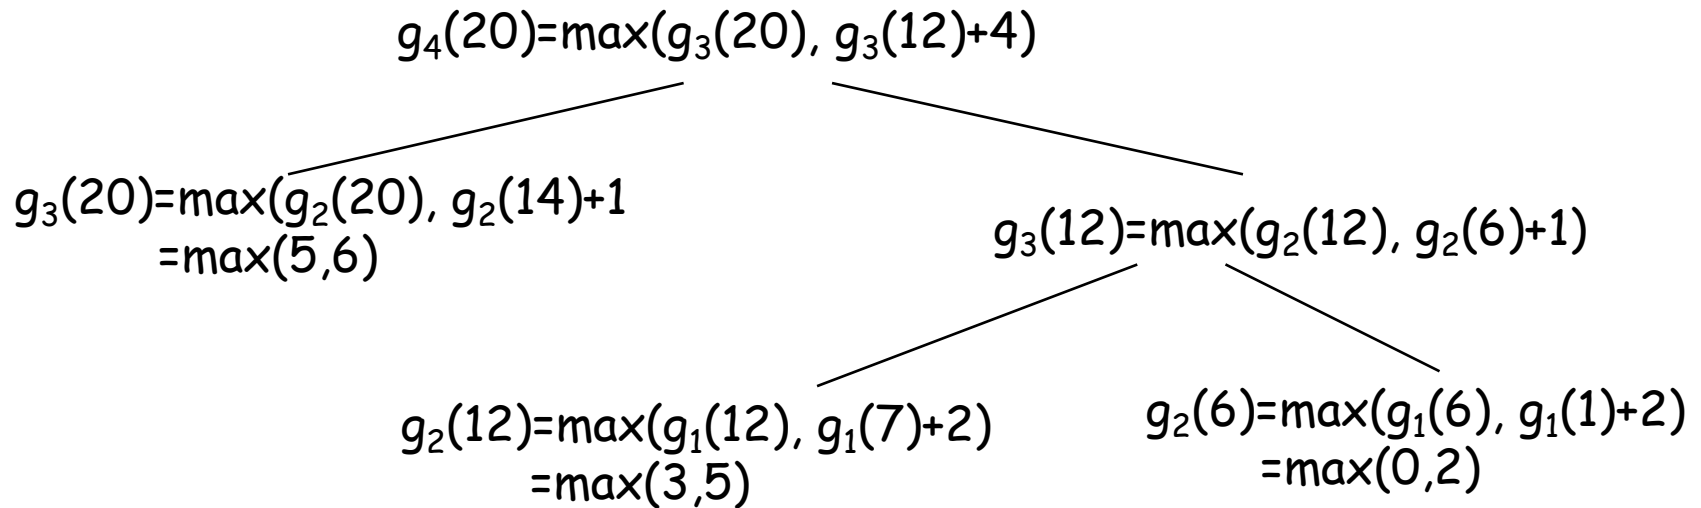 g₄(20)=max(g₃(20), g₃(12)+4)
g₃(20)=max(g₂(20), g₂(14)+1
=max(5,6)
g₃(12)=max(g₂(12), g₂(6)+1)
g₂(12)=max(g₁(12), g₁(7)+2)
=max(3,5)
g₂(6)=max(g₁(6), g₁(1)+2)
=max(0,2)